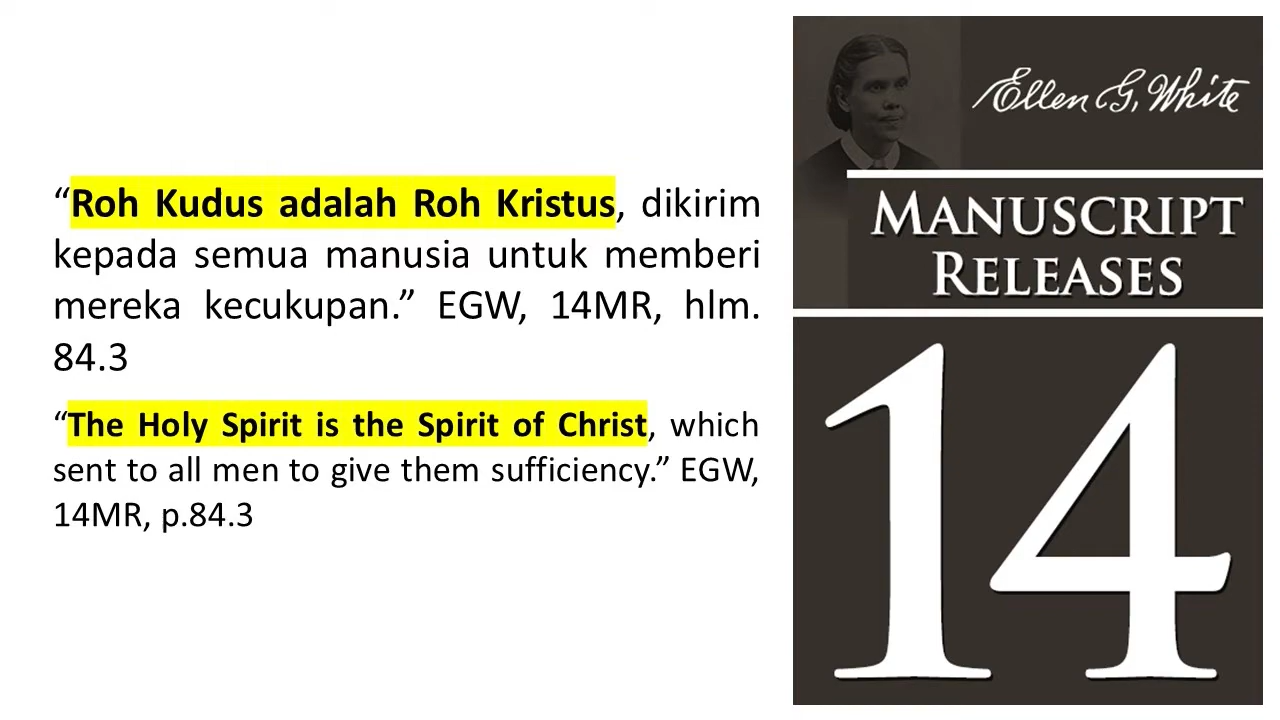 “Roh Kudus adalah Roh Kristus, dikirim
kepada semua manusia untuk memberi
mereka kecukupan.” EGW, 14MR, hlm.
84.3
“The Holy Spirit is the Spirit of Christ, which
sent to all men to give them sufficiency.” EGW,
14MR, p.84.3
Ellen G. White
MANUSCRIPT
RELEASES
14